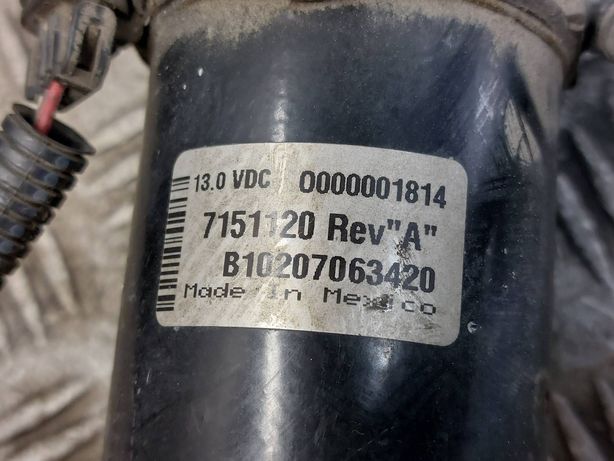 13.0 VDC 0000001814
7151120 Rev"A"
B10207063420
Made In Mexico